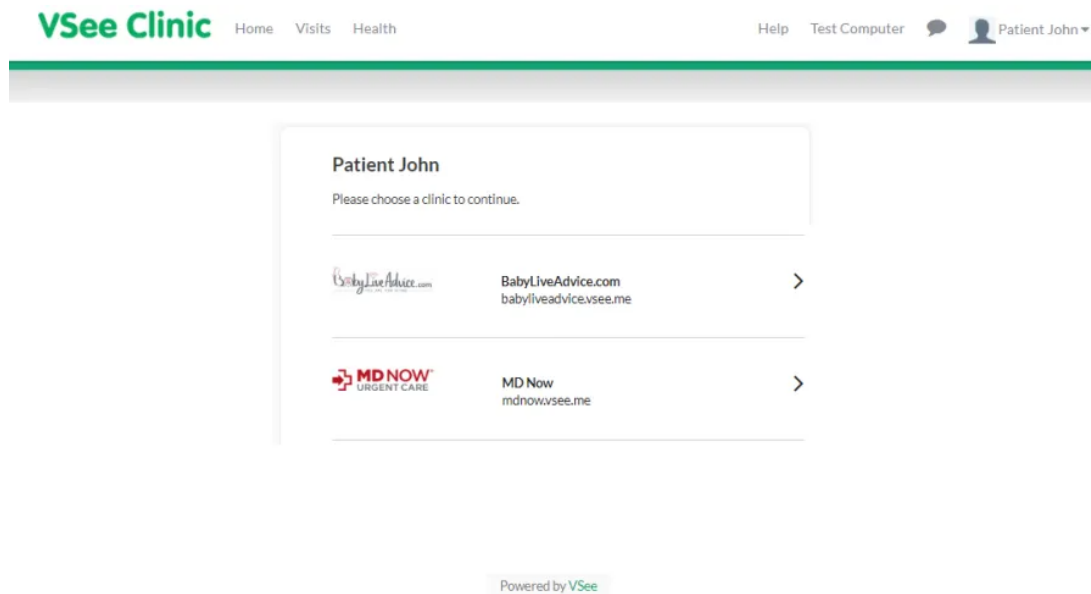 VSee Clinic Home Visits Health Help Test Computer Patient John
Patient John
Please choose a clinic to continue.
BabyLiveAdvice.com
BabyLiveAdvice.com
babyliveadvice.vsee.me
MD NOW
URGENT CARE
MD Now
mdnow.vsee.me
Powered by VSee